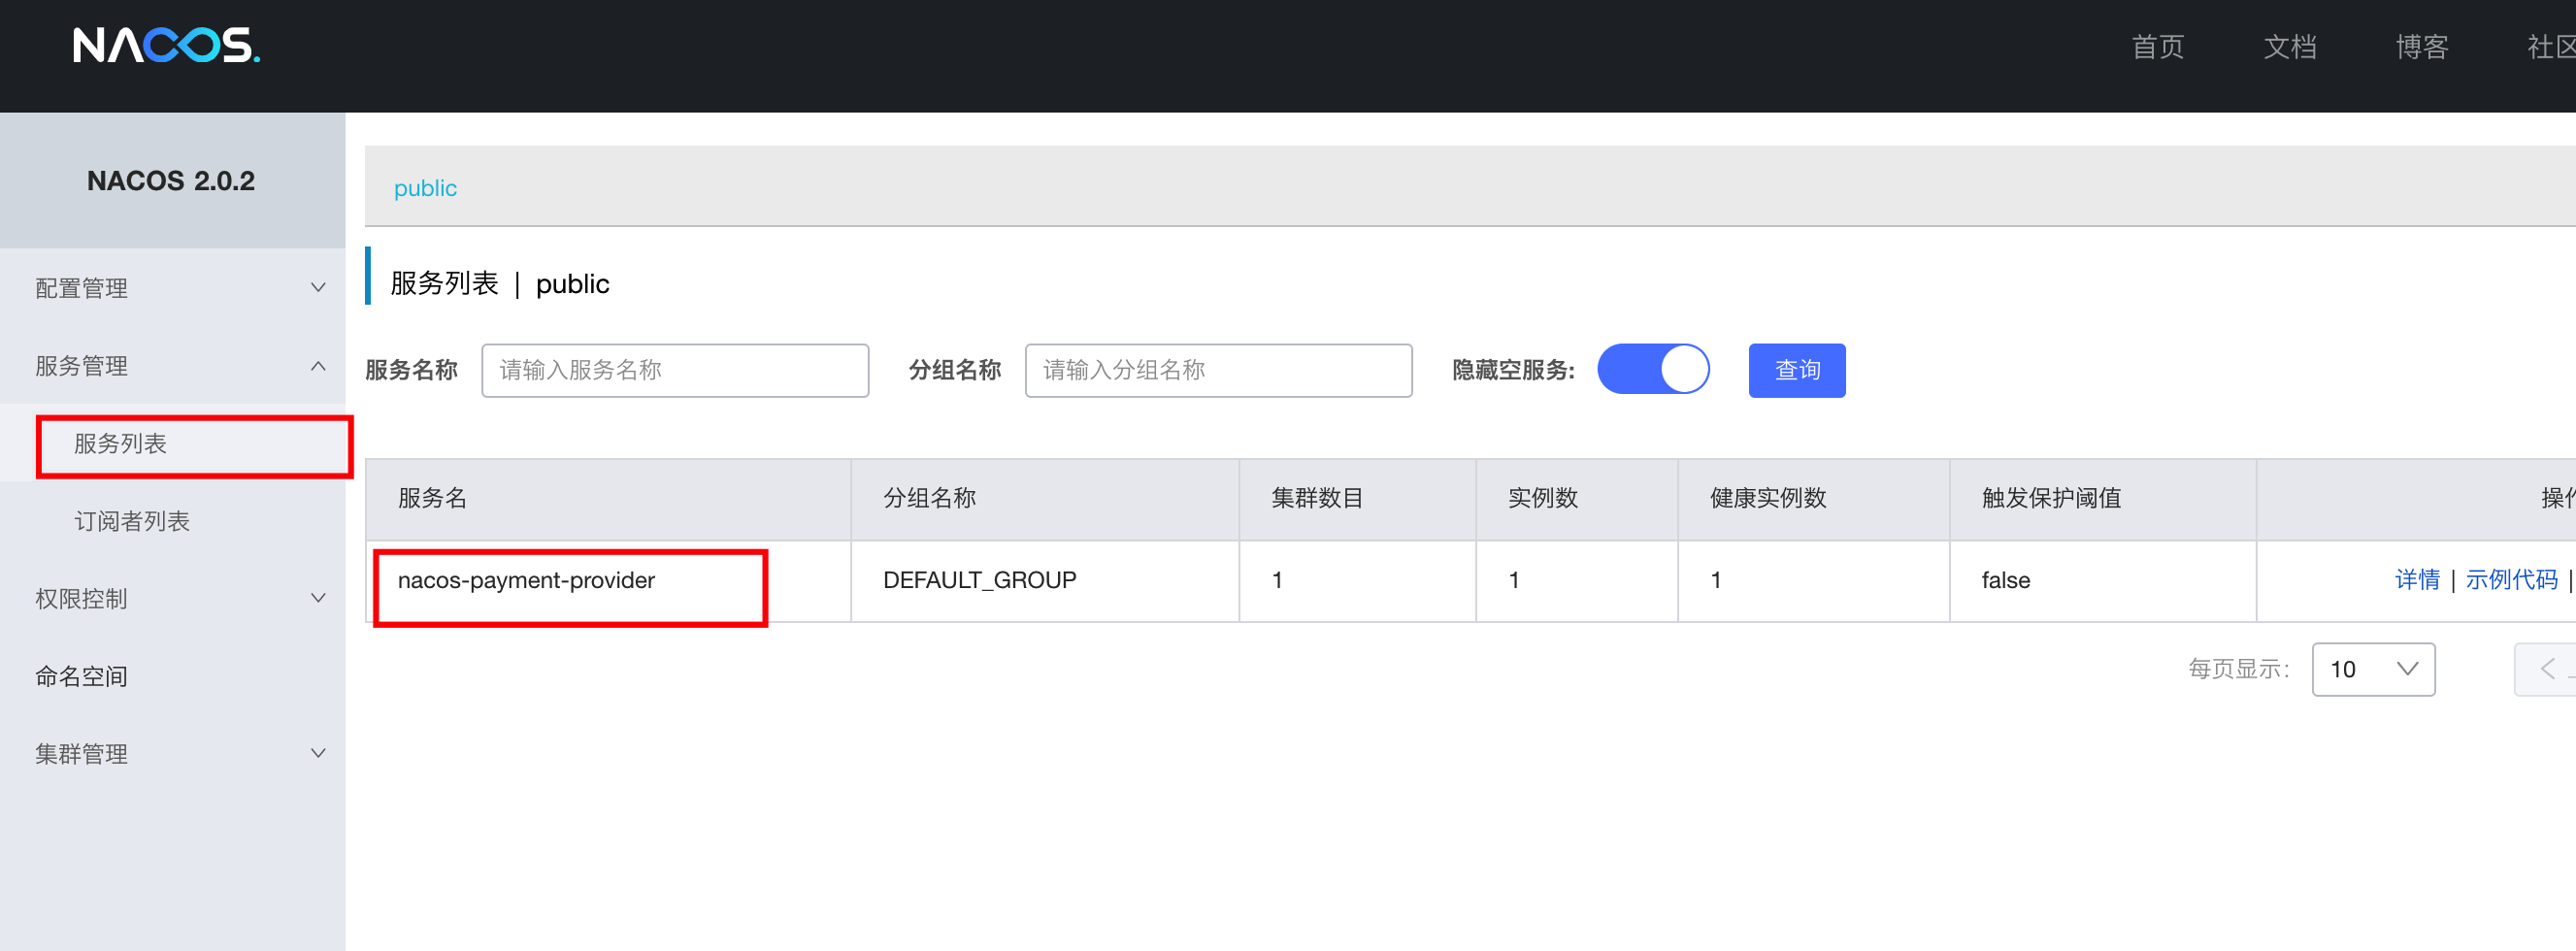 NACOS.
首页 文档 博客 社区
NACOS 2.0.2
配置管理
服务管理
服务列表
订阅者列表
权限控制
命名空间
集群管理
public
服务列表 | public
服务名称 请输入服务名称 分组名称 请输入分组名称 隐藏空服务: 查询
服务名 分组名称 集群数目 实例数 健康实例数 触发保护阈值 操作
nacos-payment-provider DEFAULT_GROUP 1 1 1 false 详情 | 示例代码 |
每页显示: 10